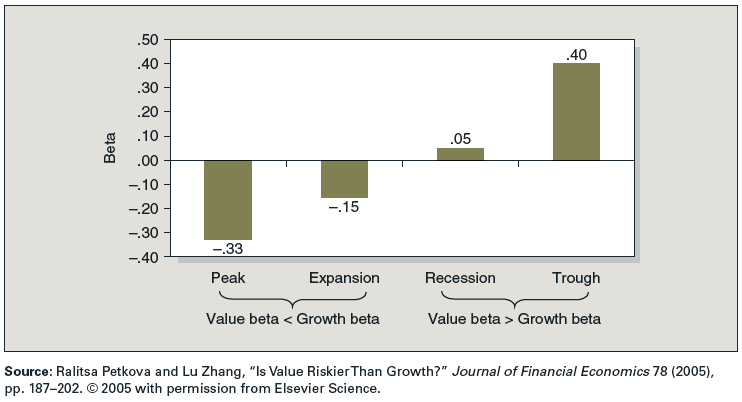 .50
.40
.30
.20
.10
.00
–.10
–.20
–.30
–.40
Beta
–.33
–.15
.05
.40
Peak Expansion Recession Trough
Value beta < Growth beta Value beta > Growth beta
Source: Ralitsa Petkova and Lu Zhang, “Is Value Riskier Than Growth?” Journal of Financial Economics 78 (2005),
pp. 187–202. © 2005 with permission from Elsevier Science.